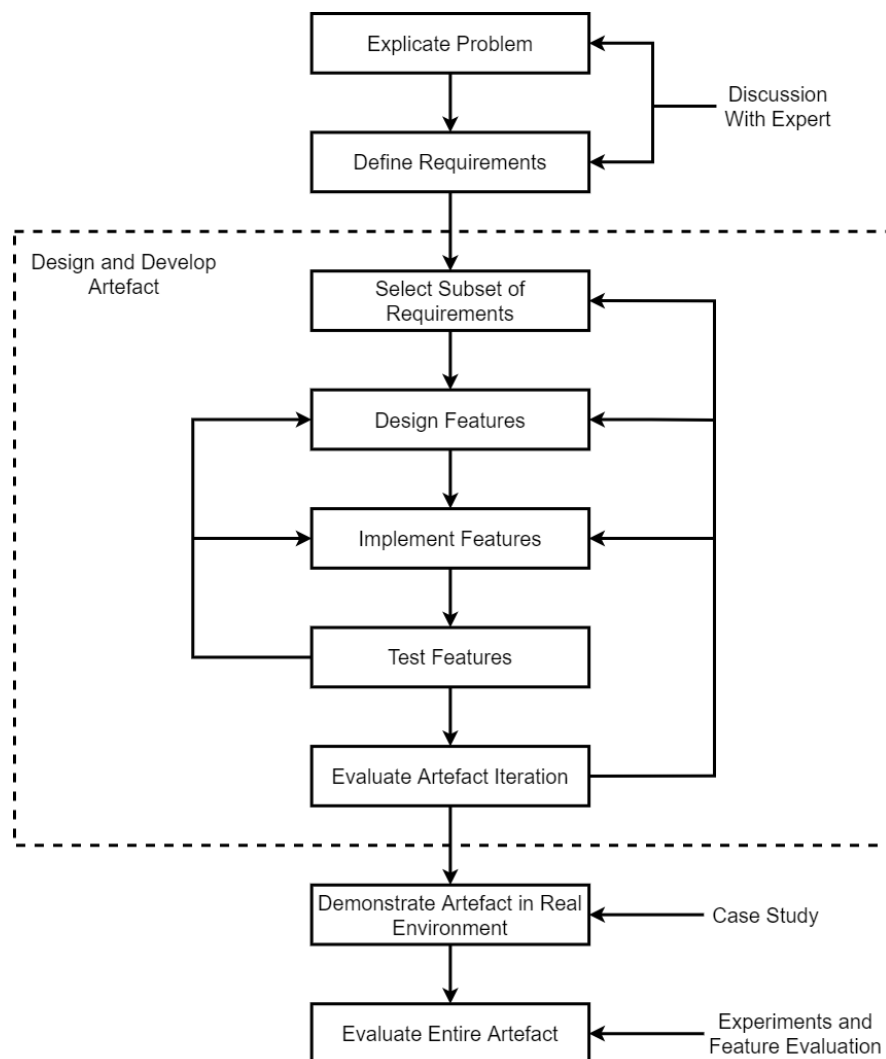 Explicate Problem
Discussion
With Expert
Define Requirements
Design and Develop
Artefact
Select Subset of
Requirements
Design Features
Implement Features
Test Features
Evaluate Artefact Iteration
Demonstrate Artefact in Real
Environment
Case Study
Evaluate Entire Artefact
Experiments and
Feature Evaluation